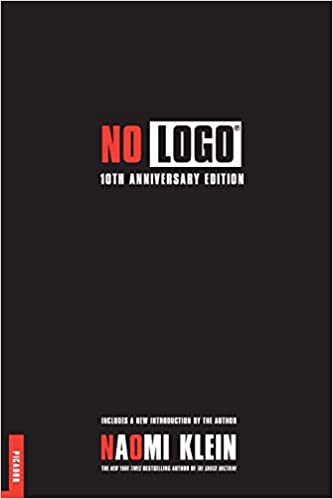 NO LOGO®
10TH ANNIVERSARY EDITION
INCLUDES A NEW INTRODUCTION BY THE AUTHOR
NAOMI KLEIN
THE NEW YORK TIMES BESTSELLING AUTHOR OF THE SHOCK DOCTRINE
PICADOR